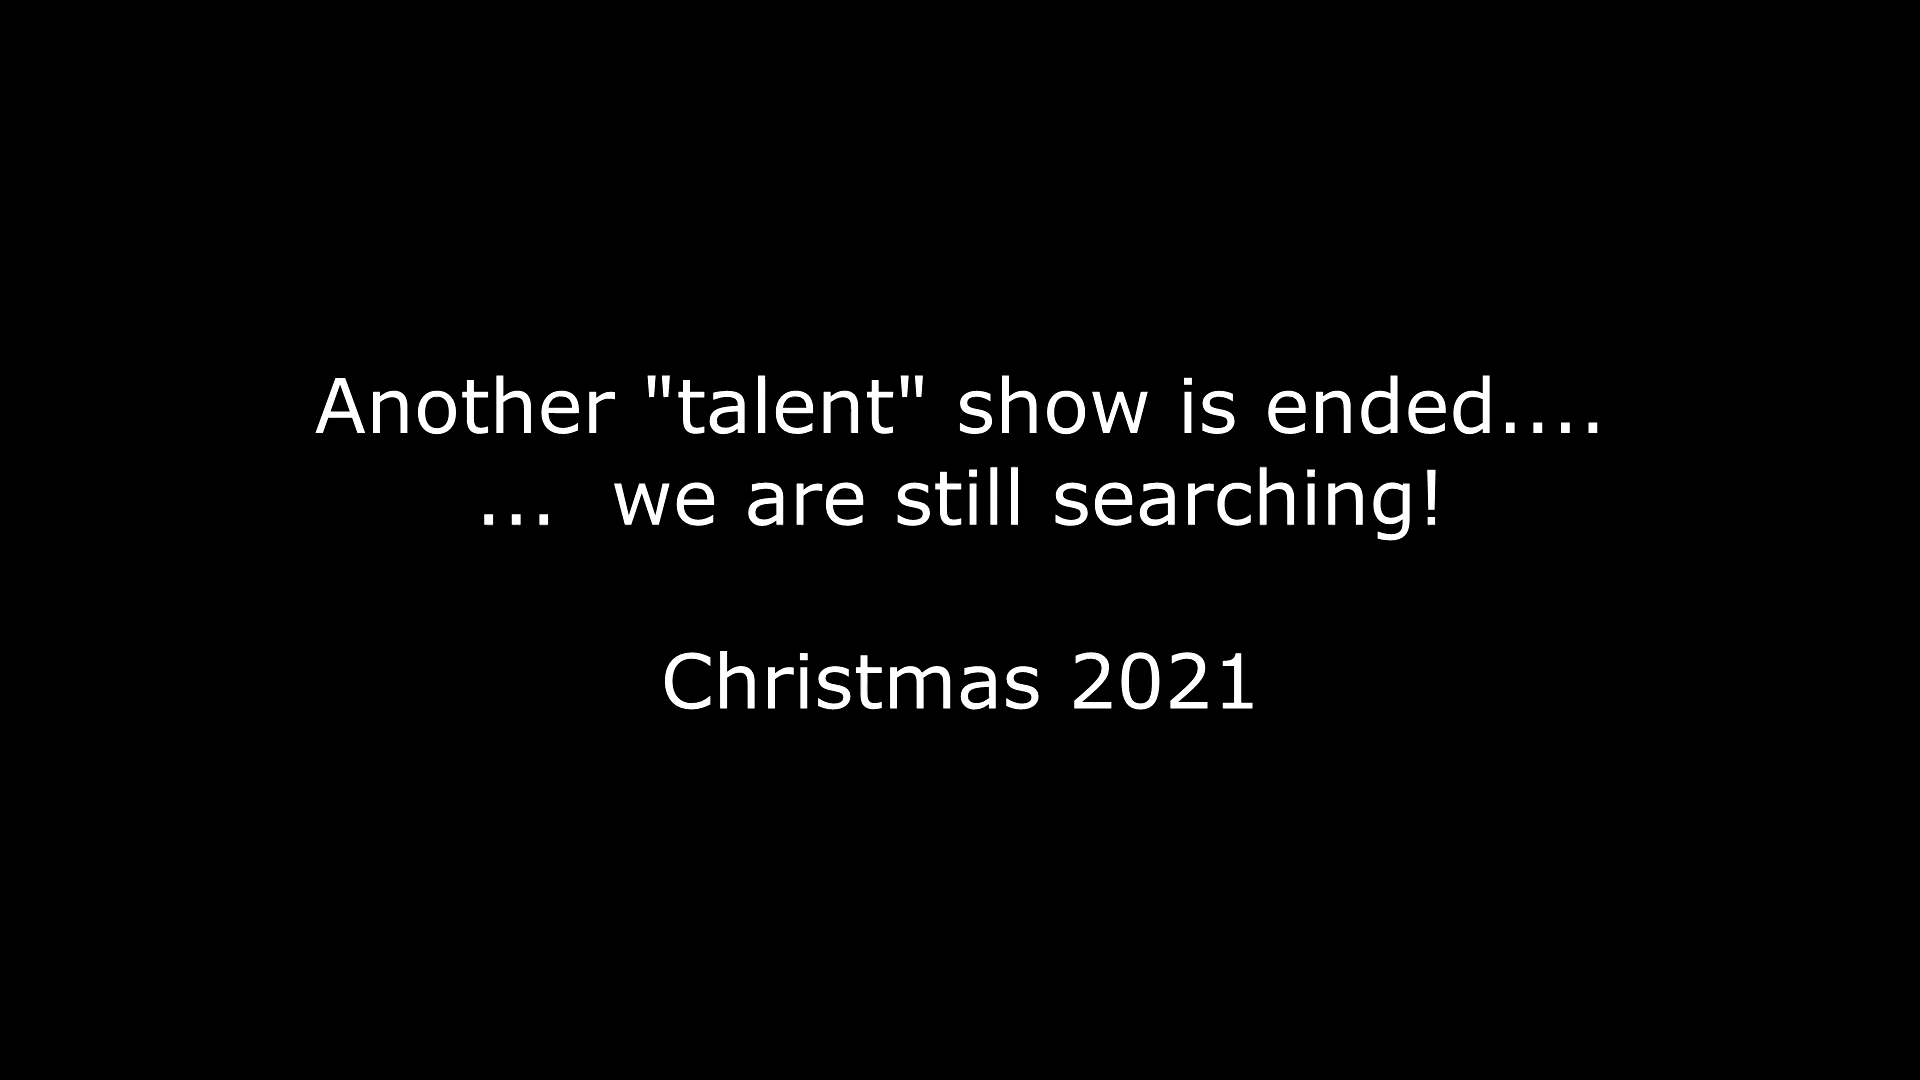 Another "talent" show is ended....
...  we are still searching!
Christmas 2021